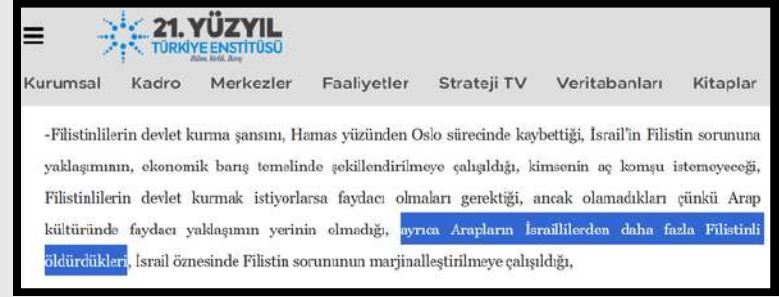 21. YÜZYIL
TÜRKİYE ENSTİTÜSÜ
Bilim, Birlik, Barış
Kurumsal Kadro Merkezler Faaliyetler Strateji TV Veritabanları Kitaplar
-Filistinlilerin devlet kurma şansını, Hamas yüzünden Oslo sürecinde kaybettiği, İsrail'in Filistin sorununa
yaklaşımının, ekonomik barış temelinde şekillendirilmeye çalışıldığı, kimsenin aç komşu istemeyeceği,
Filistinlilerin devlet kurmak istiyorlarsa faydacı olmaları gerektiği, ancak olamadıkları çünkü Arap
kültüründe faydacı yaklaşımın yerinin olmadığı, ayrıca Arapların İsraillilerden daha fazla Filistinli
öldürdükleri, İsrail öznesinde Filistin sorununun marjinalleştirilmeye çalışıldığı,